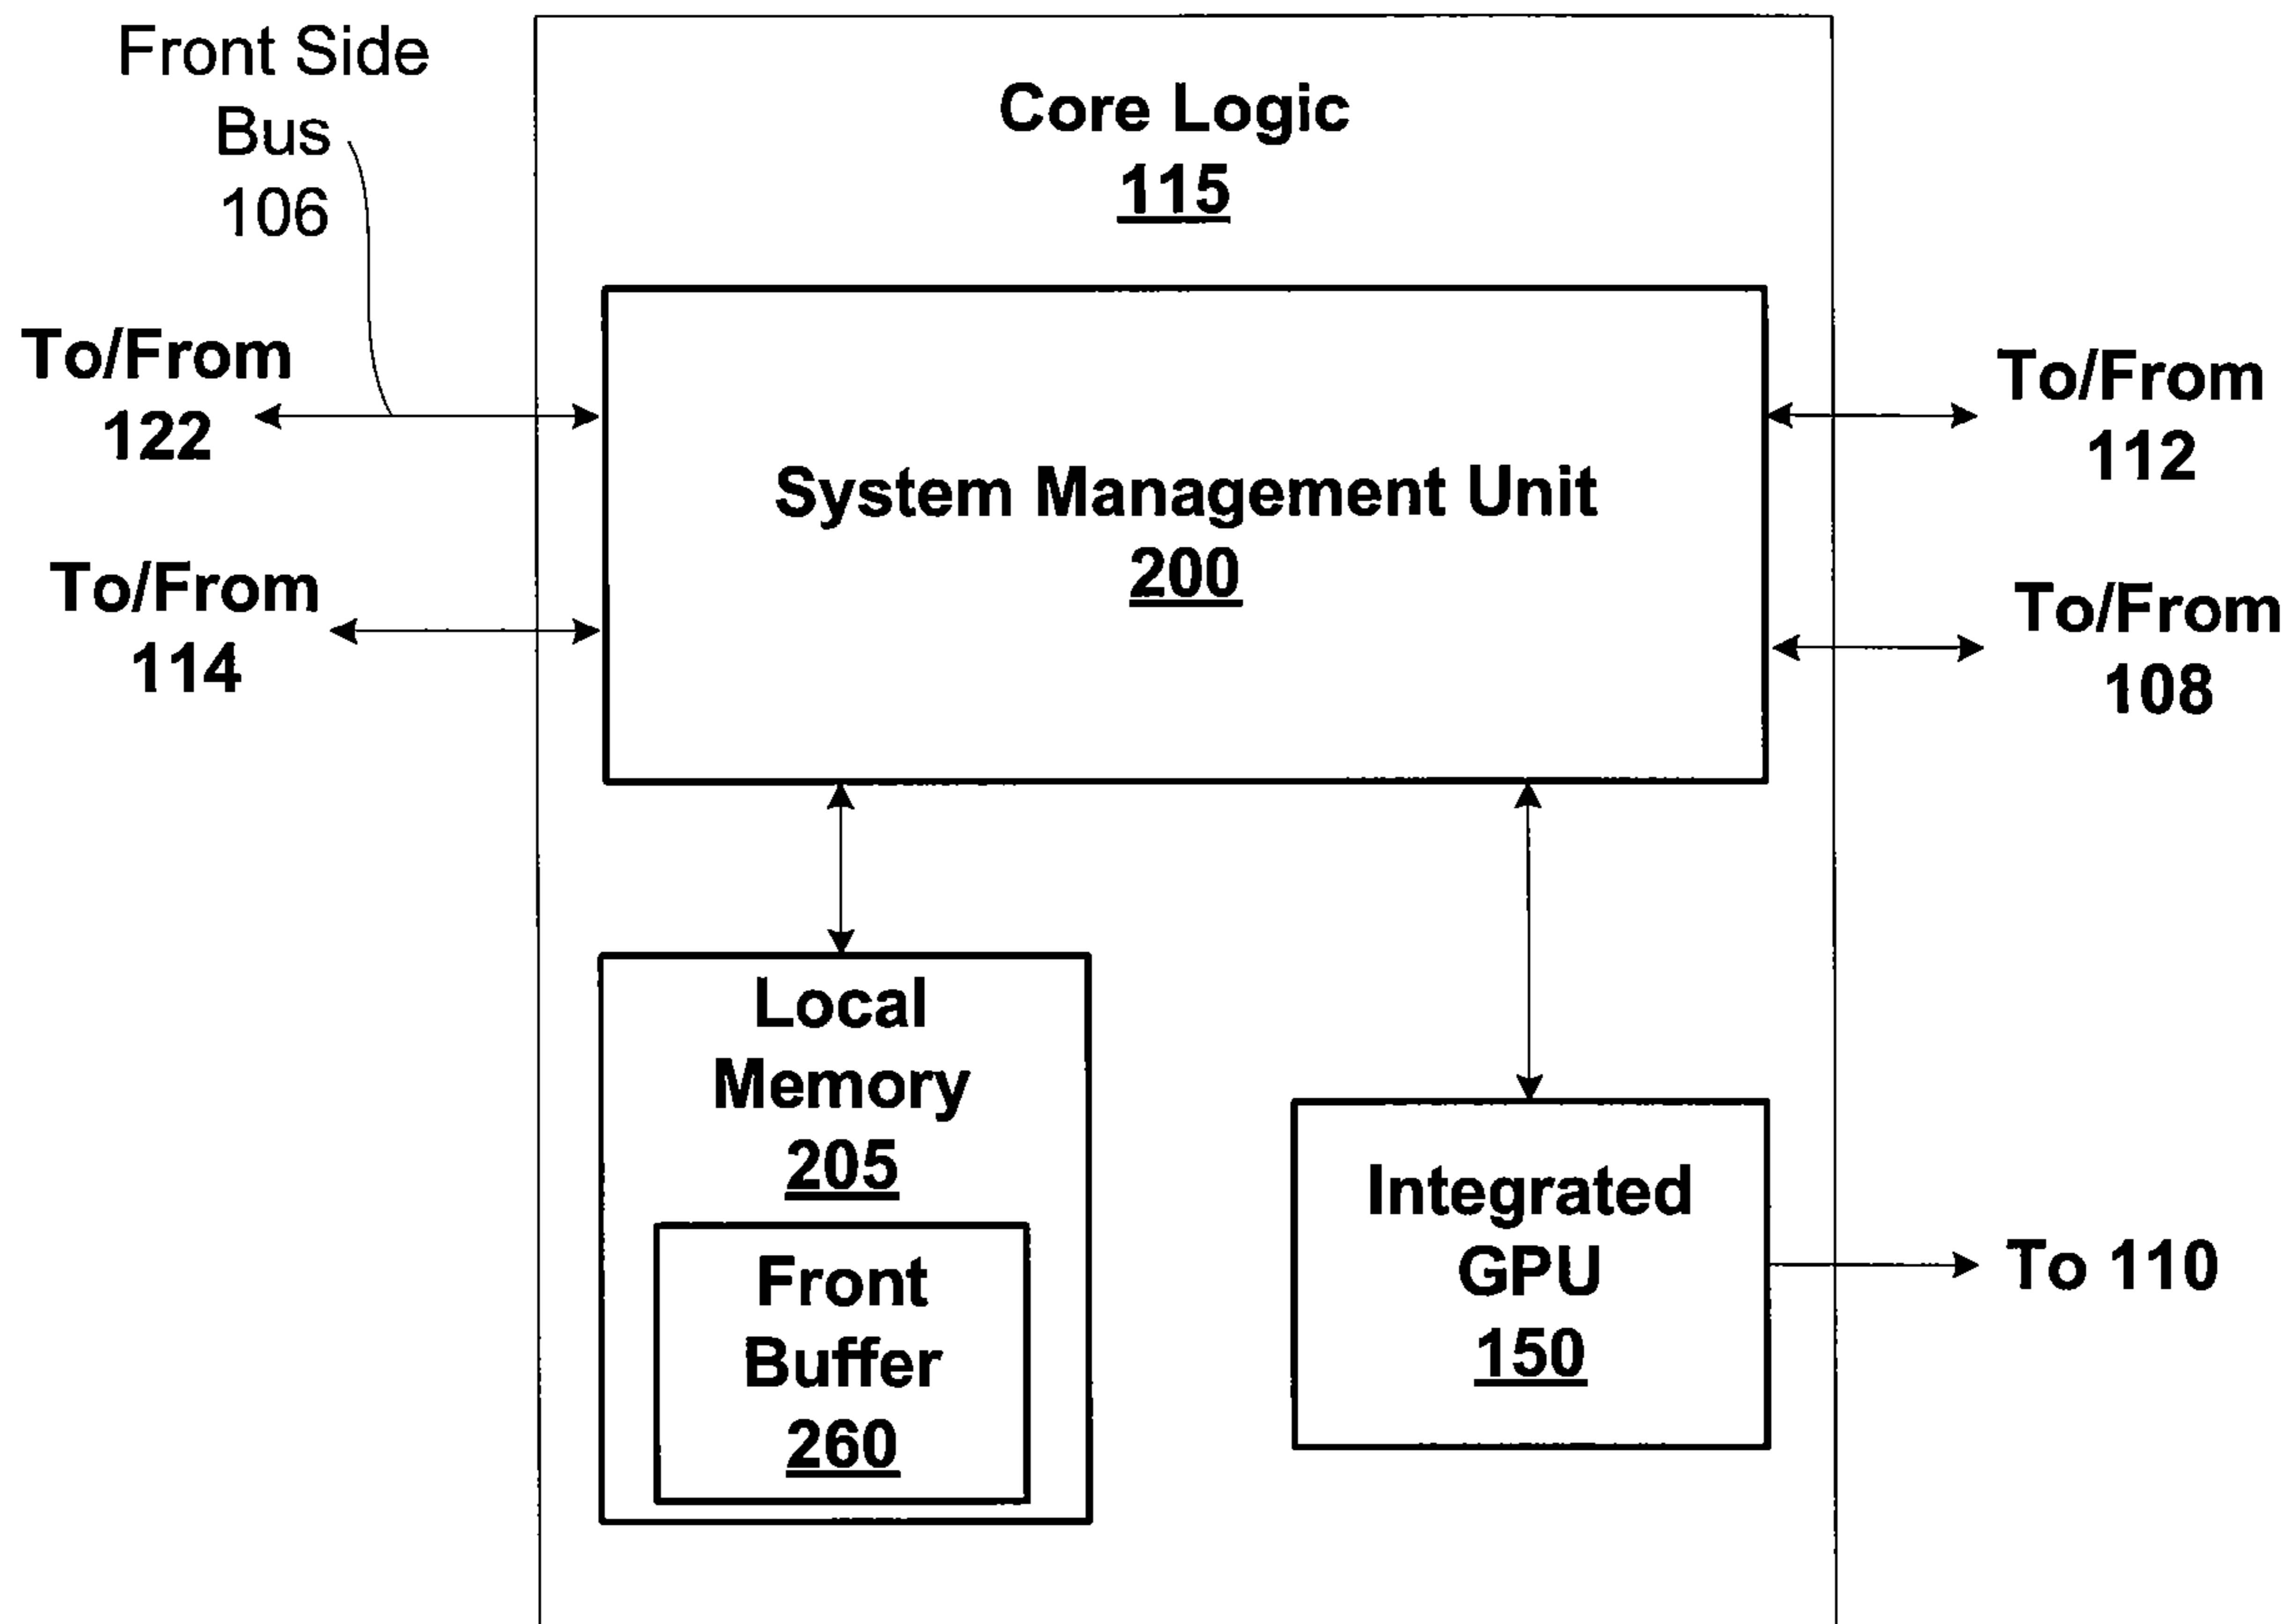 Front Side
Bus
106
Core Logic
115
To/From
122
To/From
112
System Management Unit
200
To/From
114
To/From
108
Local
Memory
205
Front
Buffer
260
Integrated
GPU
150
To 110